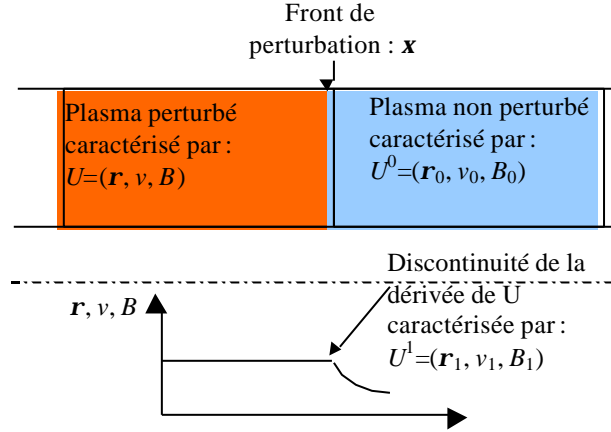 Front de
perturbation : x
Plasma perturbé
caractérisé par :
U=(r, v, B)
Plasma non perturbé
caractérisé par :
U⁰=(r₀, v₀, B₀)
Discontinuité de la
dérivée de U
caractérisée par :
U¹=(r₁, v₁, B₁)
r, v, B